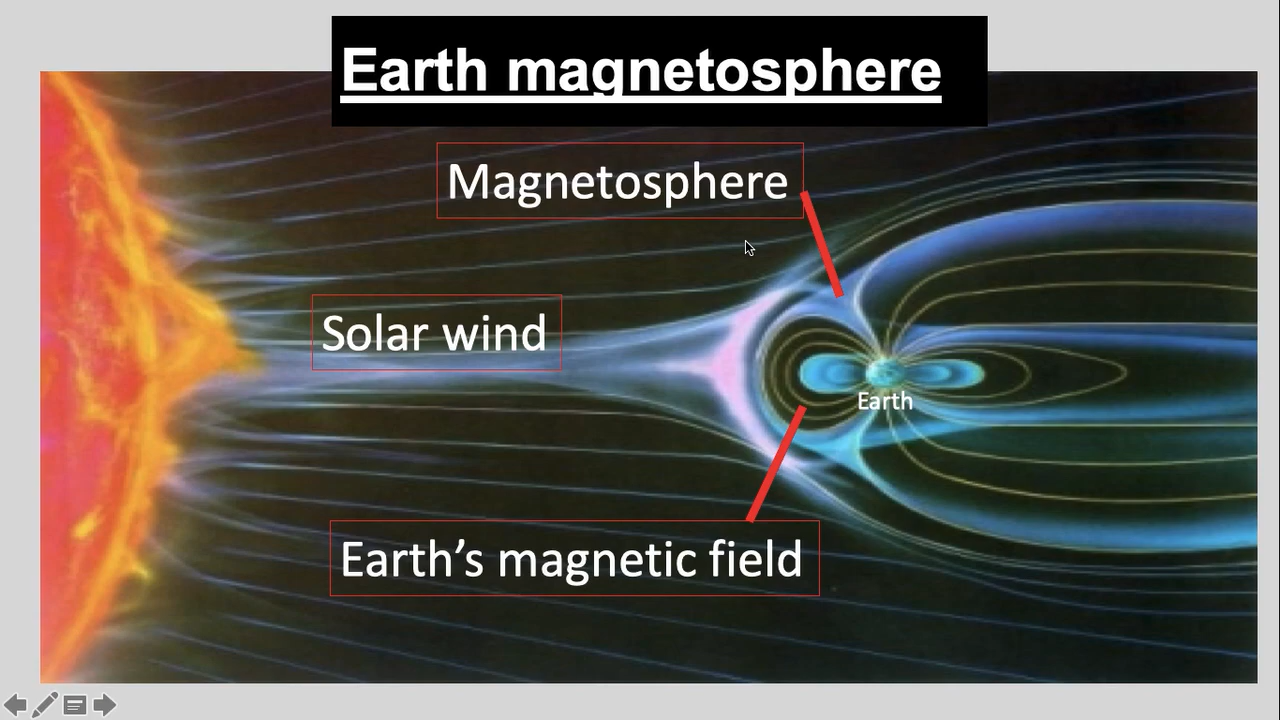 Earth magnetosphere
Magnetosphere
Solar wind
Earth
Earth’s magnetic field